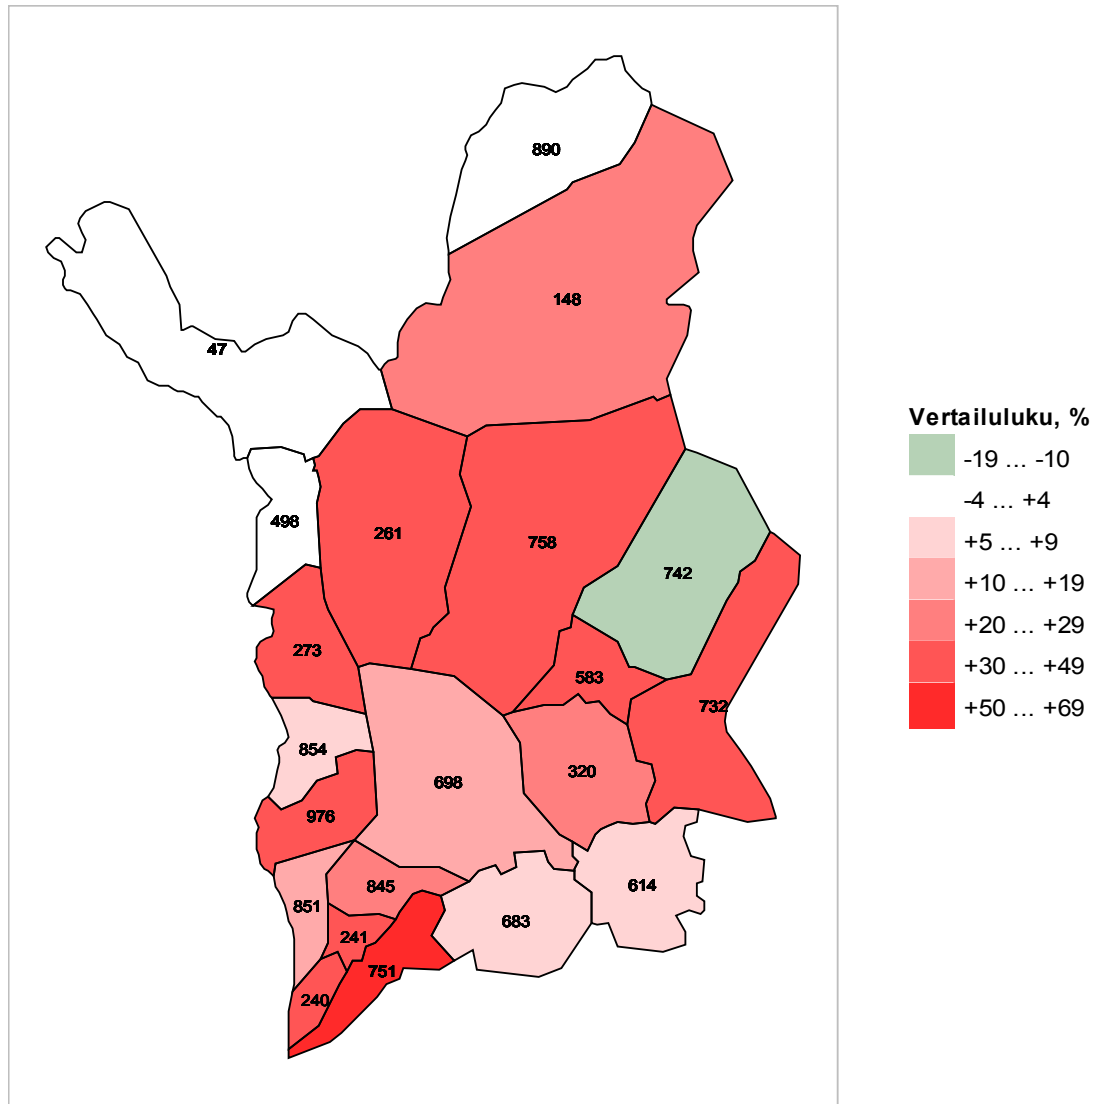 890
148
47
498
261
758
742
273
583
732
854
698
320
976
845
614
851
683
241
751
240
Vertailuluku, %
-19 ... -10
-4 ... +4
+5 ... +9
+10 ... +19
+20 ... +29
+30 ... +49
+50 ... +69